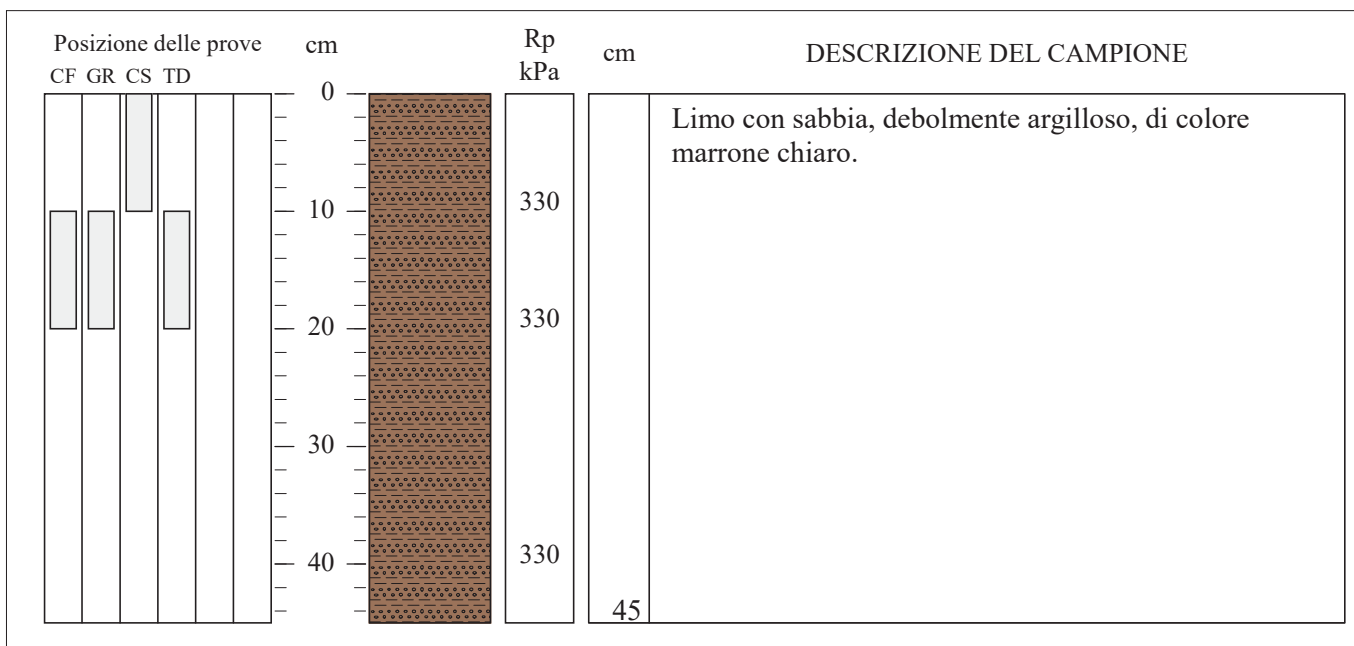 Posizione delle prove
cm
Rp
kPa
cm
DESCRIZIONE DEL CAMPIONE
CF GR CS TD
0
Limo con sabbia, debolmente argilloso, di colore
marrone chiaro.
330
10
330
20
30
330
40
45